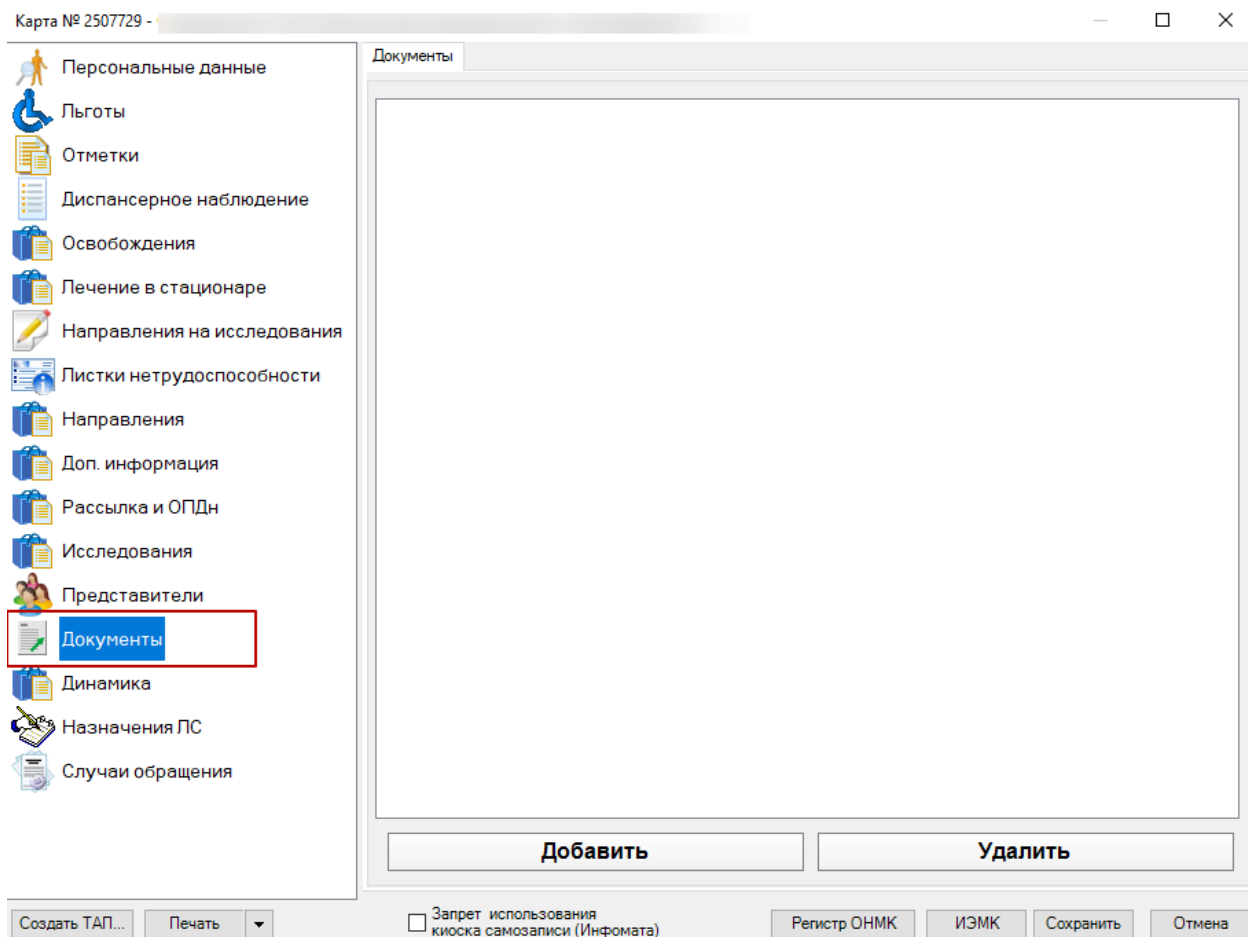 Карта № 2507729 -
Персональные данные
Льготы
Отметки
Диспансерное наблюдение
Освобождения
Лечение в стационаре
Направления на исследования
Листки нетрудоспособности
Направления
Доп. информация
Рассылка и ОПДн
Исследования
Представители
Документы
Динамика
Назначения ЛС
Случаи обращения
Документы
Добавить
Удалить
Создать ТАП...
Печать
Запрет использования
киоска самозаписи (Инфомата)
Регистр ОНМК
ИЭМК
Сохранить
Отмена